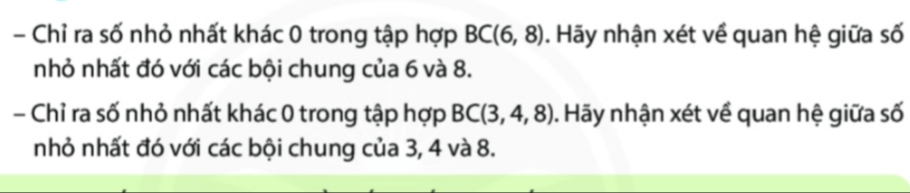 – Chỉ ra số nhỏ nhất khác 0 trong tập hợp BC(6, 8). Hãy nhận xét về quan hệ giữa số
nhỏ nhất đó với các bội chung của 6 và 8.
– Chỉ ra số nhỏ nhất khác 0 trong tập hợp BC(3, 4, 8). Hãy nhận xét về quan hệ giữa số
nhỏ nhất đó với các bội chung của 3, 4 và 8.